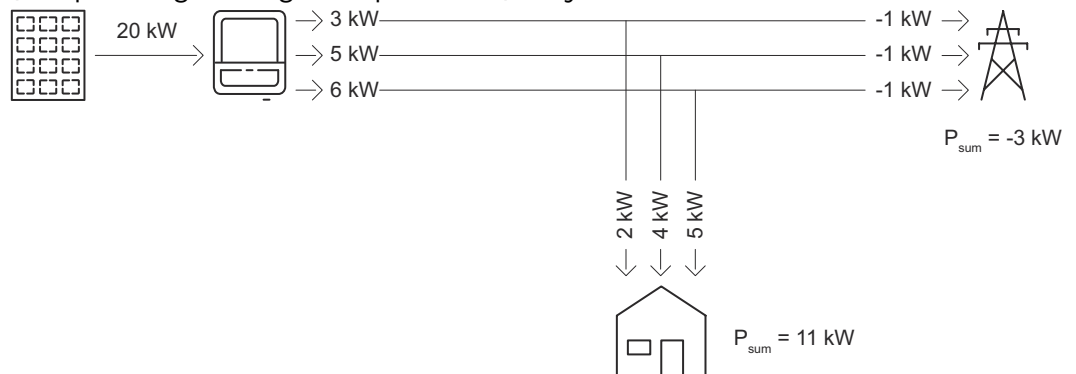 20 kW
3 kW
-1 kW
5 kW
-1 kW
6 kW
-1 kW
P_sum = -3 kW
2 kW
4 kW
5 kW
P_sum = 11 kW